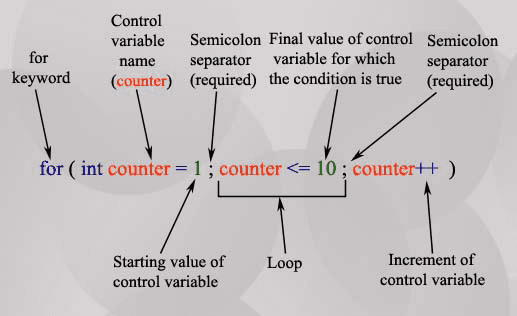 for
keyword
Control
variable
name
(counter)
Semicolon
separator
(required)
Final value of control
variable for which
the condition is true
Semicolon
separator
(required)
for ( int counter = 1 ; counter <= 10 ; counter++ )
Starting value of
control variable
Loop
Increment of
control variable